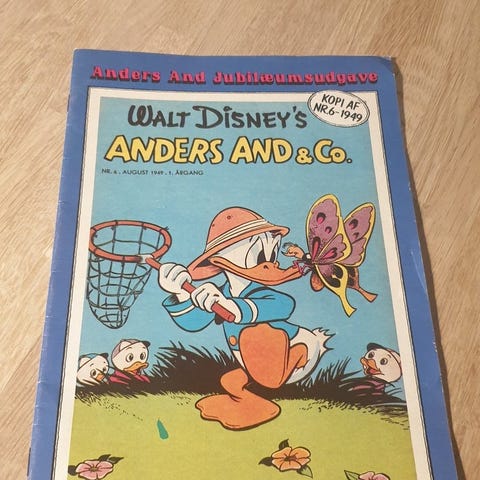 Anders And Jubilæumsudgave
KOPI AF
NR.6-1949
WALT DISNEY'S
ANDERS AND & Co.
NR. 6. AUGUST 1949. 1. ÅRGANG